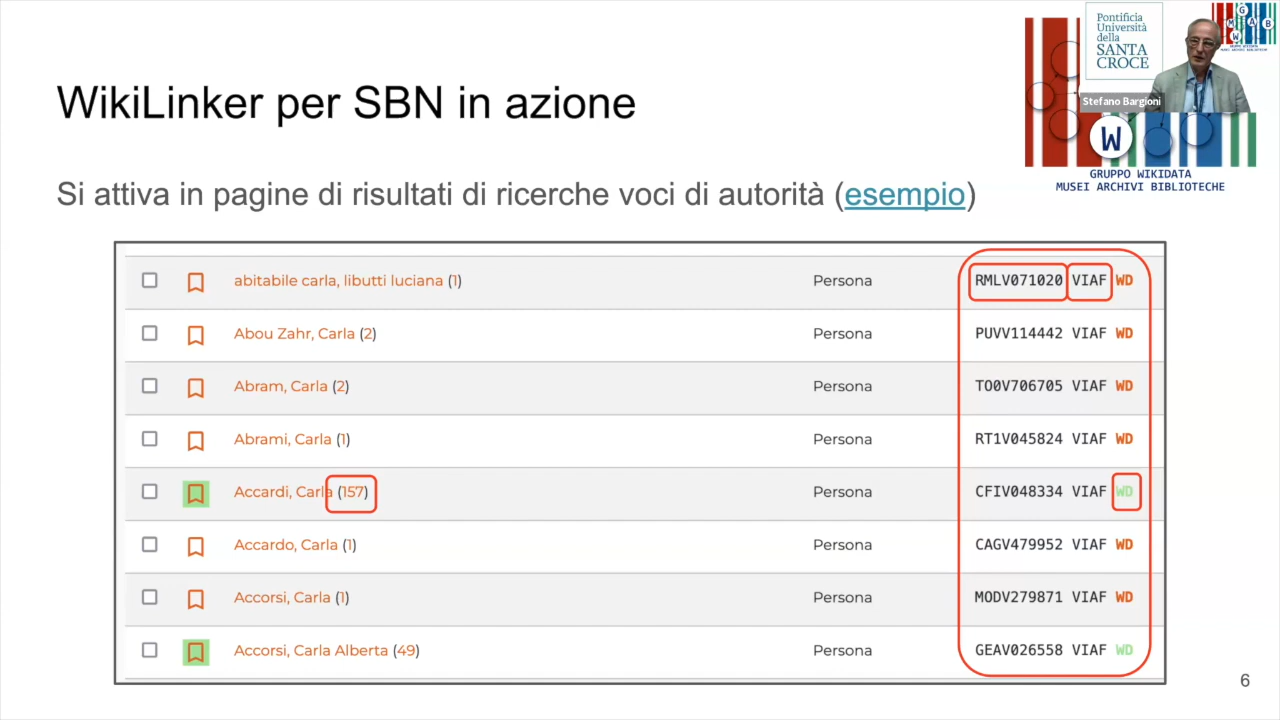 Pontificia
Università
della
SANTA
CROCE
Stefano Bargioni
W
GRUPPO WIKIDATA
MUSEI ARCHIVI BIBLIOTECHE
WikiLinker per SBN in azione
Si attiva in pagine di risultati di ricerche voci di autorità (esempio)
abitabile carla, libutti luciana (1) Persona RMLV071020 VIAF WD
Abou Zahr, Carla (2) Persona PUVV114442 VIAF WD
Abram, Carla (2) Persona TO0V706705 VIAF WD
Abrami, Carla (1) Persona RT1V045824 VIAF WD
Accardi, Carla (157) Persona CFIV048334 VIAF WD
Accardo, Carla (1) Persona CAGV479952 VIAF WD
Accorsi, Carla (1) Persona MODV279871 VIAF WD
Accorsi, Carla Alberta (49) Persona GEAV026558 VIAF WD
6